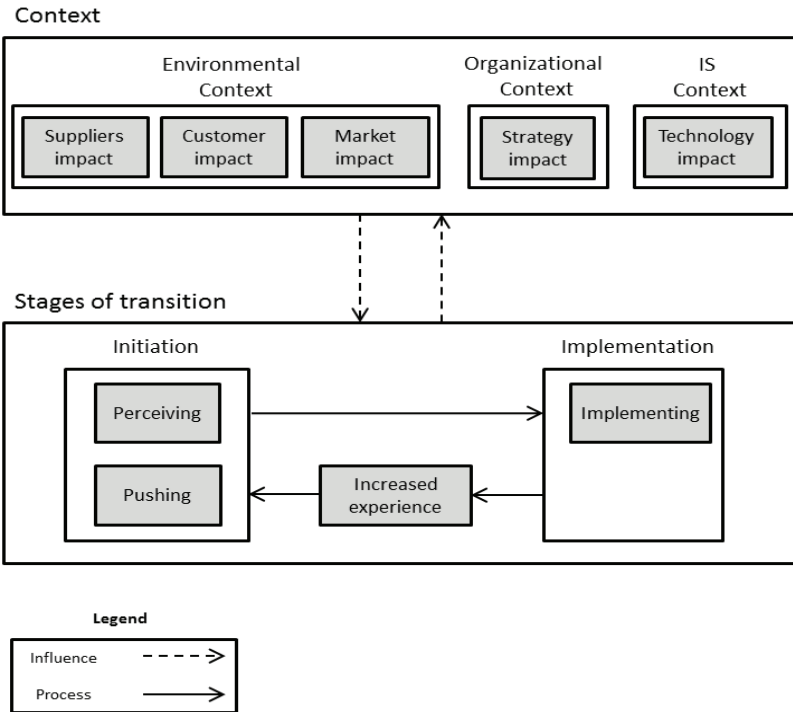 Context
Environmental
Context
Organizational
Context
IS
Context
Suppliers
impact
Customer
impact
Market
impact
Strategy
impact
Technology
impact
Stages of transition
Initiation
Implementation
Perceiving
Implementing
Pushing
Increased
experience
Legend
Influence
Process